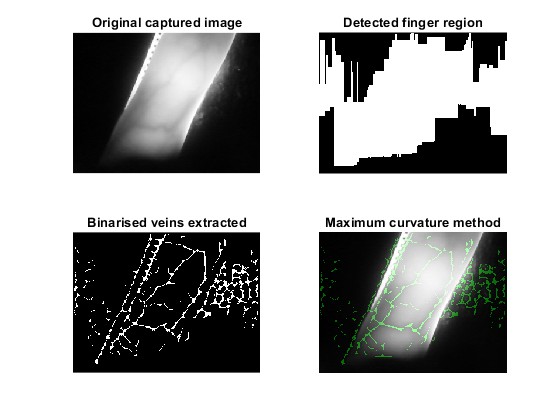 Original captured image
Detected finger region
Binarised veins extracted
Maximum curvature method